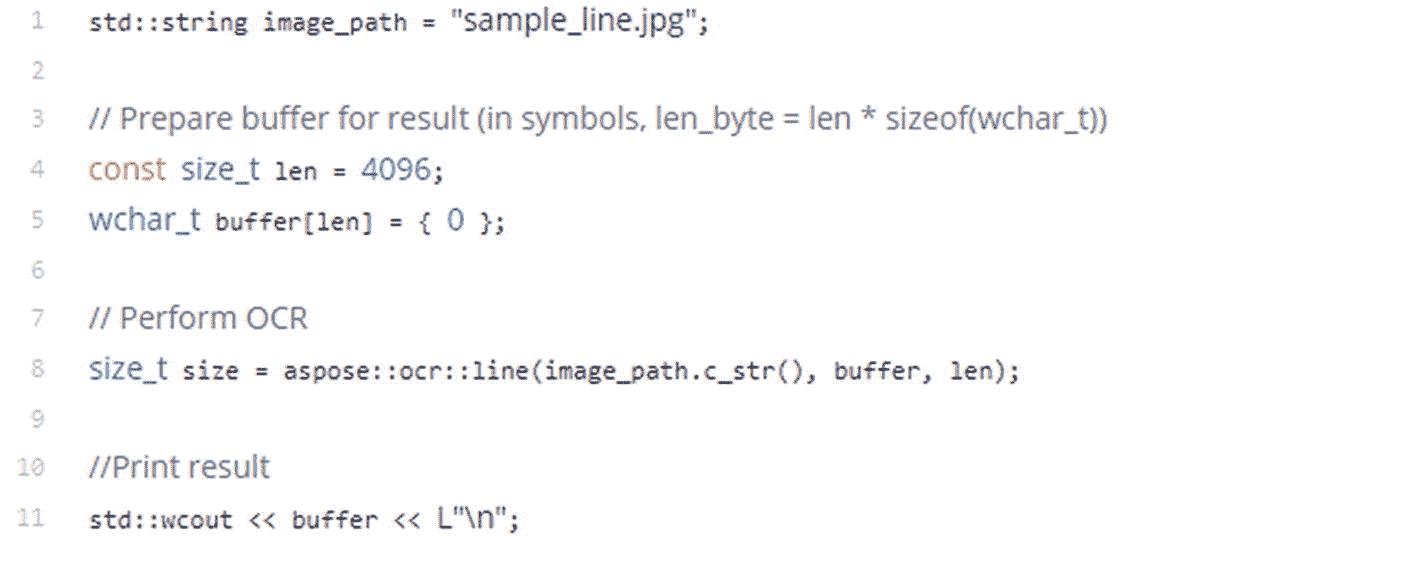 1 std::string image_path = "sample_line.jpg";
2
3 // Prepare buffer for result (in symbols, len_byte = len * sizeof(wchar_t))
4 const size_t len = 4096;
5 wchar_t buffer[len] = { 0 };
6
7 // Perform OCR
8 size_t size = aspose::ocr::line(image_path.c_str(), buffer, len);
9
10 //Print result
11 std::wcout << buffer << L"\n";